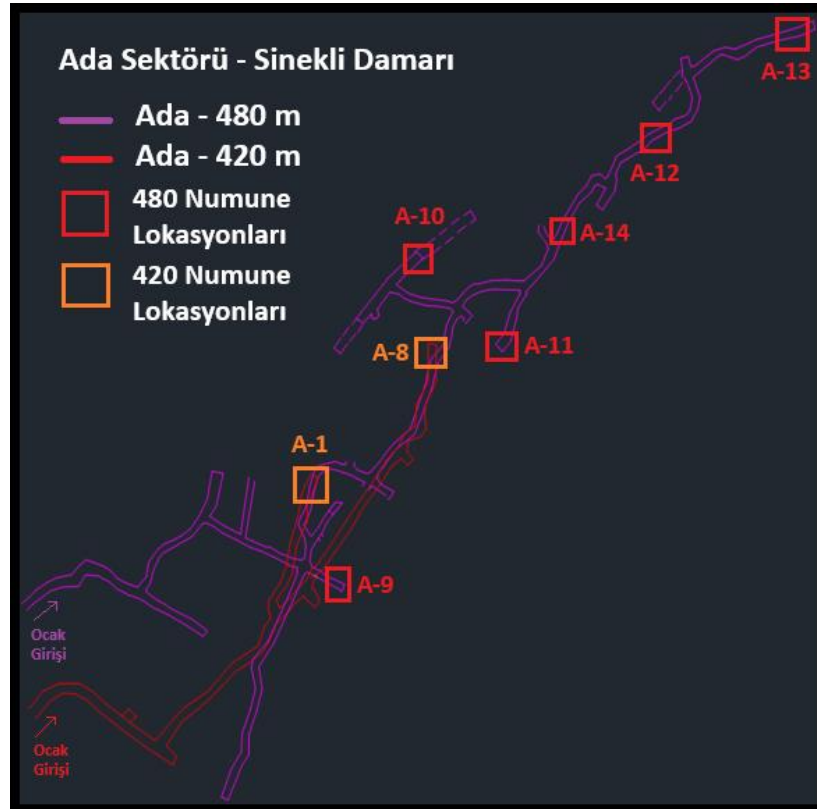 Ada Sektörü - Sinekli Damarı
Ada - 480 m
Ada - 420 m
480 Numune
Lokasyonları
420 Numune
Lokasyonları
A-13
A-12
A-10
A-14
A-8
A-11
A-1
A-9
Ocak
Girişi
Ocak
Girişi